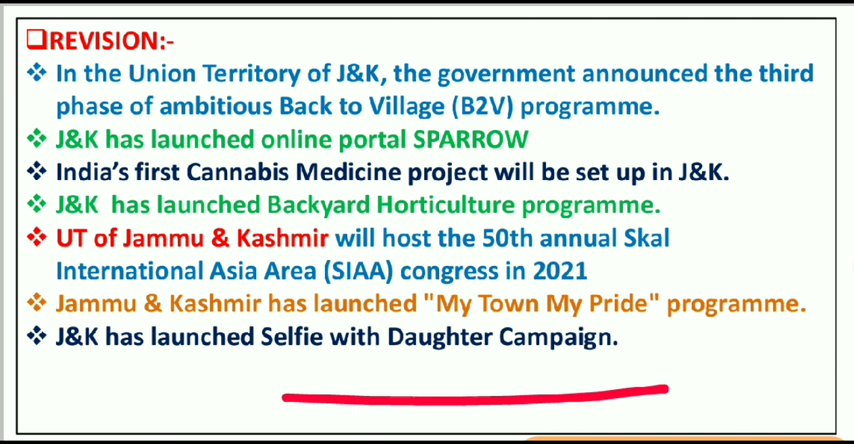 ❑REVISION:-
❖ In the Union Territory of J&K, the government announced the third
phase of ambitious Back to Village (B2V) programme.
❖ J&K has launched online portal SPARROW
❖ India’s first Cannabis Medicine project will be set up in J&K.
❖ J&K has launched Backyard Horticulture programme.
❖ UT of Jammu & Kashmir will host the 50th annual Skal
International Asia Area (SIAA) congress in 2021
❖ Jammu & Kashmir has launched "My Town My Pride" programme.
❖ J&K has launched Selfie with Daughter Campaign.